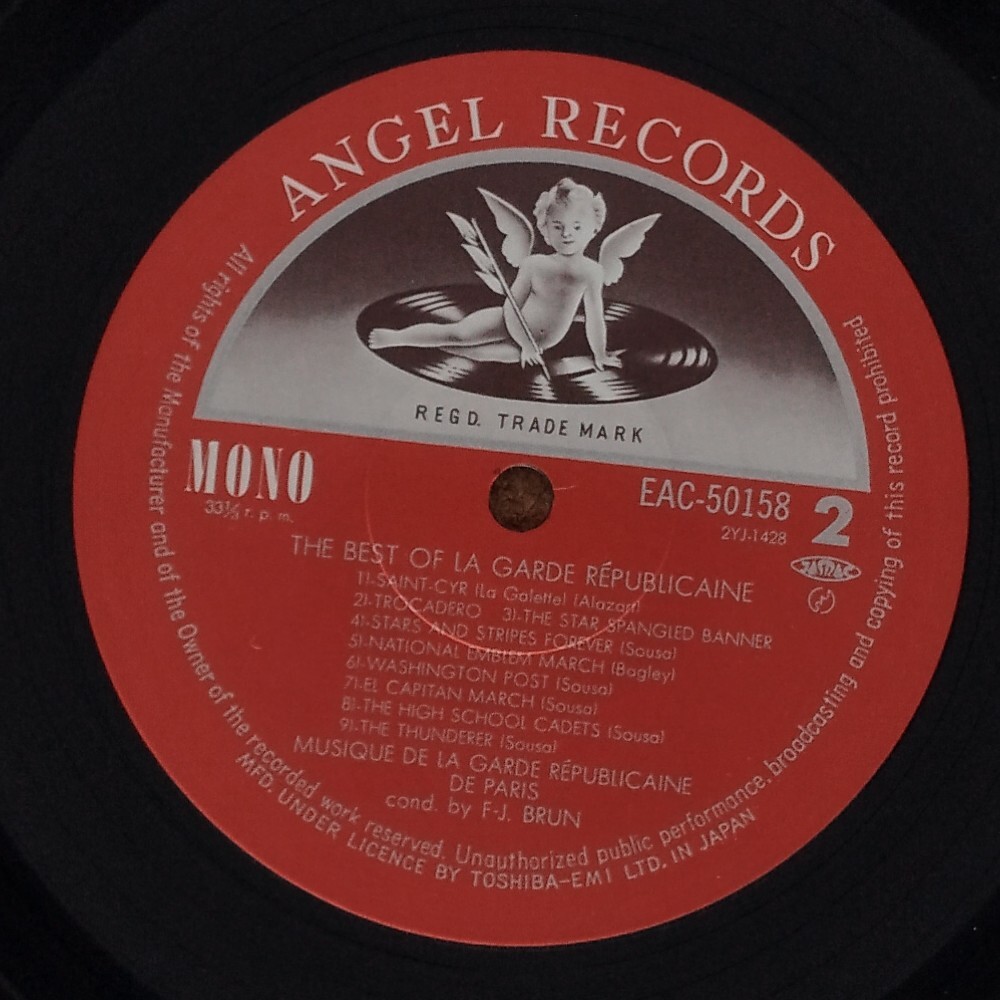 ANGEL RECORDS
REGD. TRADE MARK
MONO
33⅓ r. p. m.
EAC-50158 2
2YJ-1428
THE BEST OF LA GARDE RÉPUBLICAINE
1)-SAINT-CYR (La Galette) (Alazar)
2)-TROCADERO 3)-THE STAR SPANGLED BANNER
4)-STARS AND STRIPES FOREVER (Sousa)
5)-NATIONAL EMBLEM MARCH (Bagley)
6)-WASHINGTON POST (Sousa)
7)-EL CAPITAN MARCH (Sousa)
8)-THE HIGH SCHOOL CADETS (Sousa)
9)-THE THUNDERER (Sousa)
MUSIQUE DE LA GARDE RÉPUBLICAINE
DE PARIS
cond. by F-J. BRUN
All rights of the Manufacturer and of the Owner of the recorded work reserved. Unauthorized public performance, broadcasting and copying of this record prohibited
MFD. UNDER LICENCE BY TOSHIBA-EMI LTD. IN JAPAN